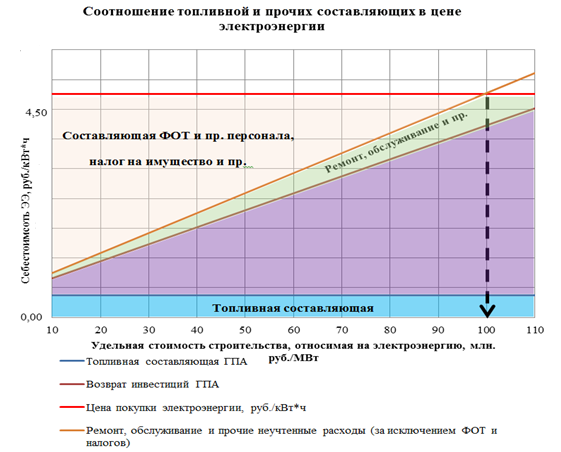 Соотношение топливной и прочих составляющих в цене
электроэнергии
Себестоимсоть ЭЭ, руб./кВт*ч
4,50
0,00
Составляющая ФОТ и пр. персонала,
налог на имущество и пр.
Ремонт, обслуживание и пр.
Топливная составляющая
10 20 30 40 50 60 70 80 90 100 110
Удельная стоимость строительства, относимая на электроэнергию, млн.
руб./МВт
Топливная составляющая ГПА
Возврат инвестиций ГПА
Цена покупки электроэнергии, руб./кВт*ч
Ремонт, обслуживание и прочие неучтенные расходы (за исключением ФОТ и
налогов)